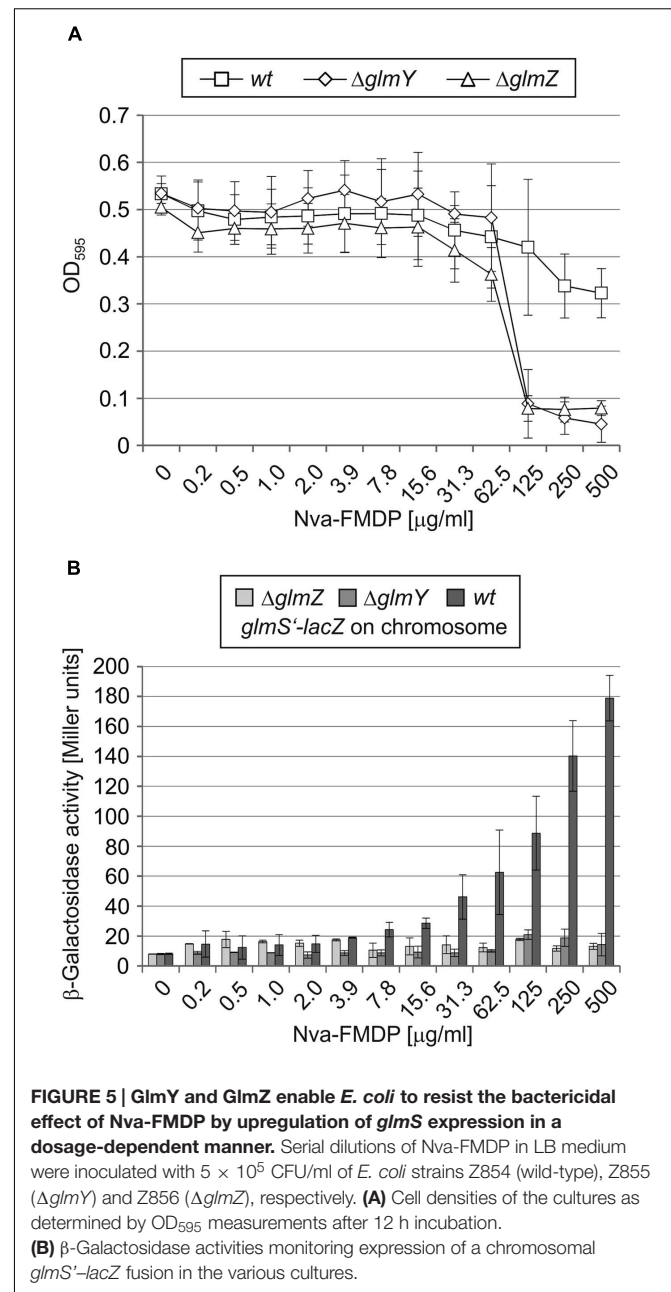 A
wt ΔglmY ΔglmZ
0.7
0.6
0.5
0.4
0.3
0.2
0.1
0
OD595
0 0.2 0.5 1.0 2.0 3.9 7.8 15.6 31.3 62.5 125 250 500
Nva-FMDP [µg/ml]
B
ΔglmZ ΔglmY wt
glmS‘-lacZ on chromosome
200
180
160
140
120
100
80
60
40
20
0
β-Galactosidase activity [Miller units]
0 0.2 0.5 1.0 2.0 3.9 7.8 15.6 31.3 62.5 125 250 500
Nva-FMDP [µg/ml]
FIGURE 5 | GlmY and GlmZ enable E. coli to resist the bactericidal
effect of Nva-FMDP by upregulation of glmS expression in a
dosage-dependent manner. Serial dilutions of Nva-FMDP in LB medium
were inoculated with 5 × 10⁵ CFU/ml of E. coli strains Z854 (wild-type), Z855
(ΔglmY) and Z856 (ΔglmZ), respectively. (A) Cell densities of the cultures as
determined by OD595 measurements after 12 h incubation.
(B) β-Galactosidase activities monitoring expression of a chromosomal
glmS’–lacZ fusion in the various cultures.